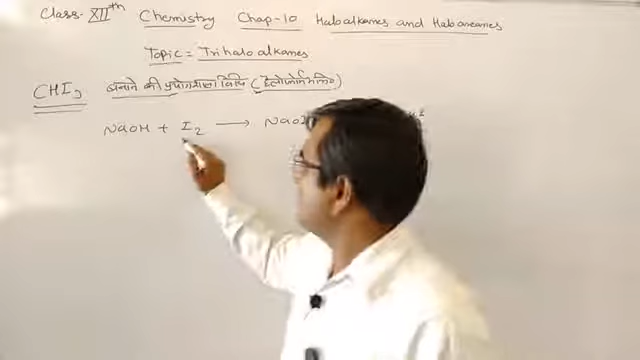 Class- XIIth Chemistry Chap-10 Haloalkanes and Haloarenes
Topic = Trihaloalkanes
CHI3 बनाने की प्रयोगशाला विधि
NaOH + I2 ⟶ NaO